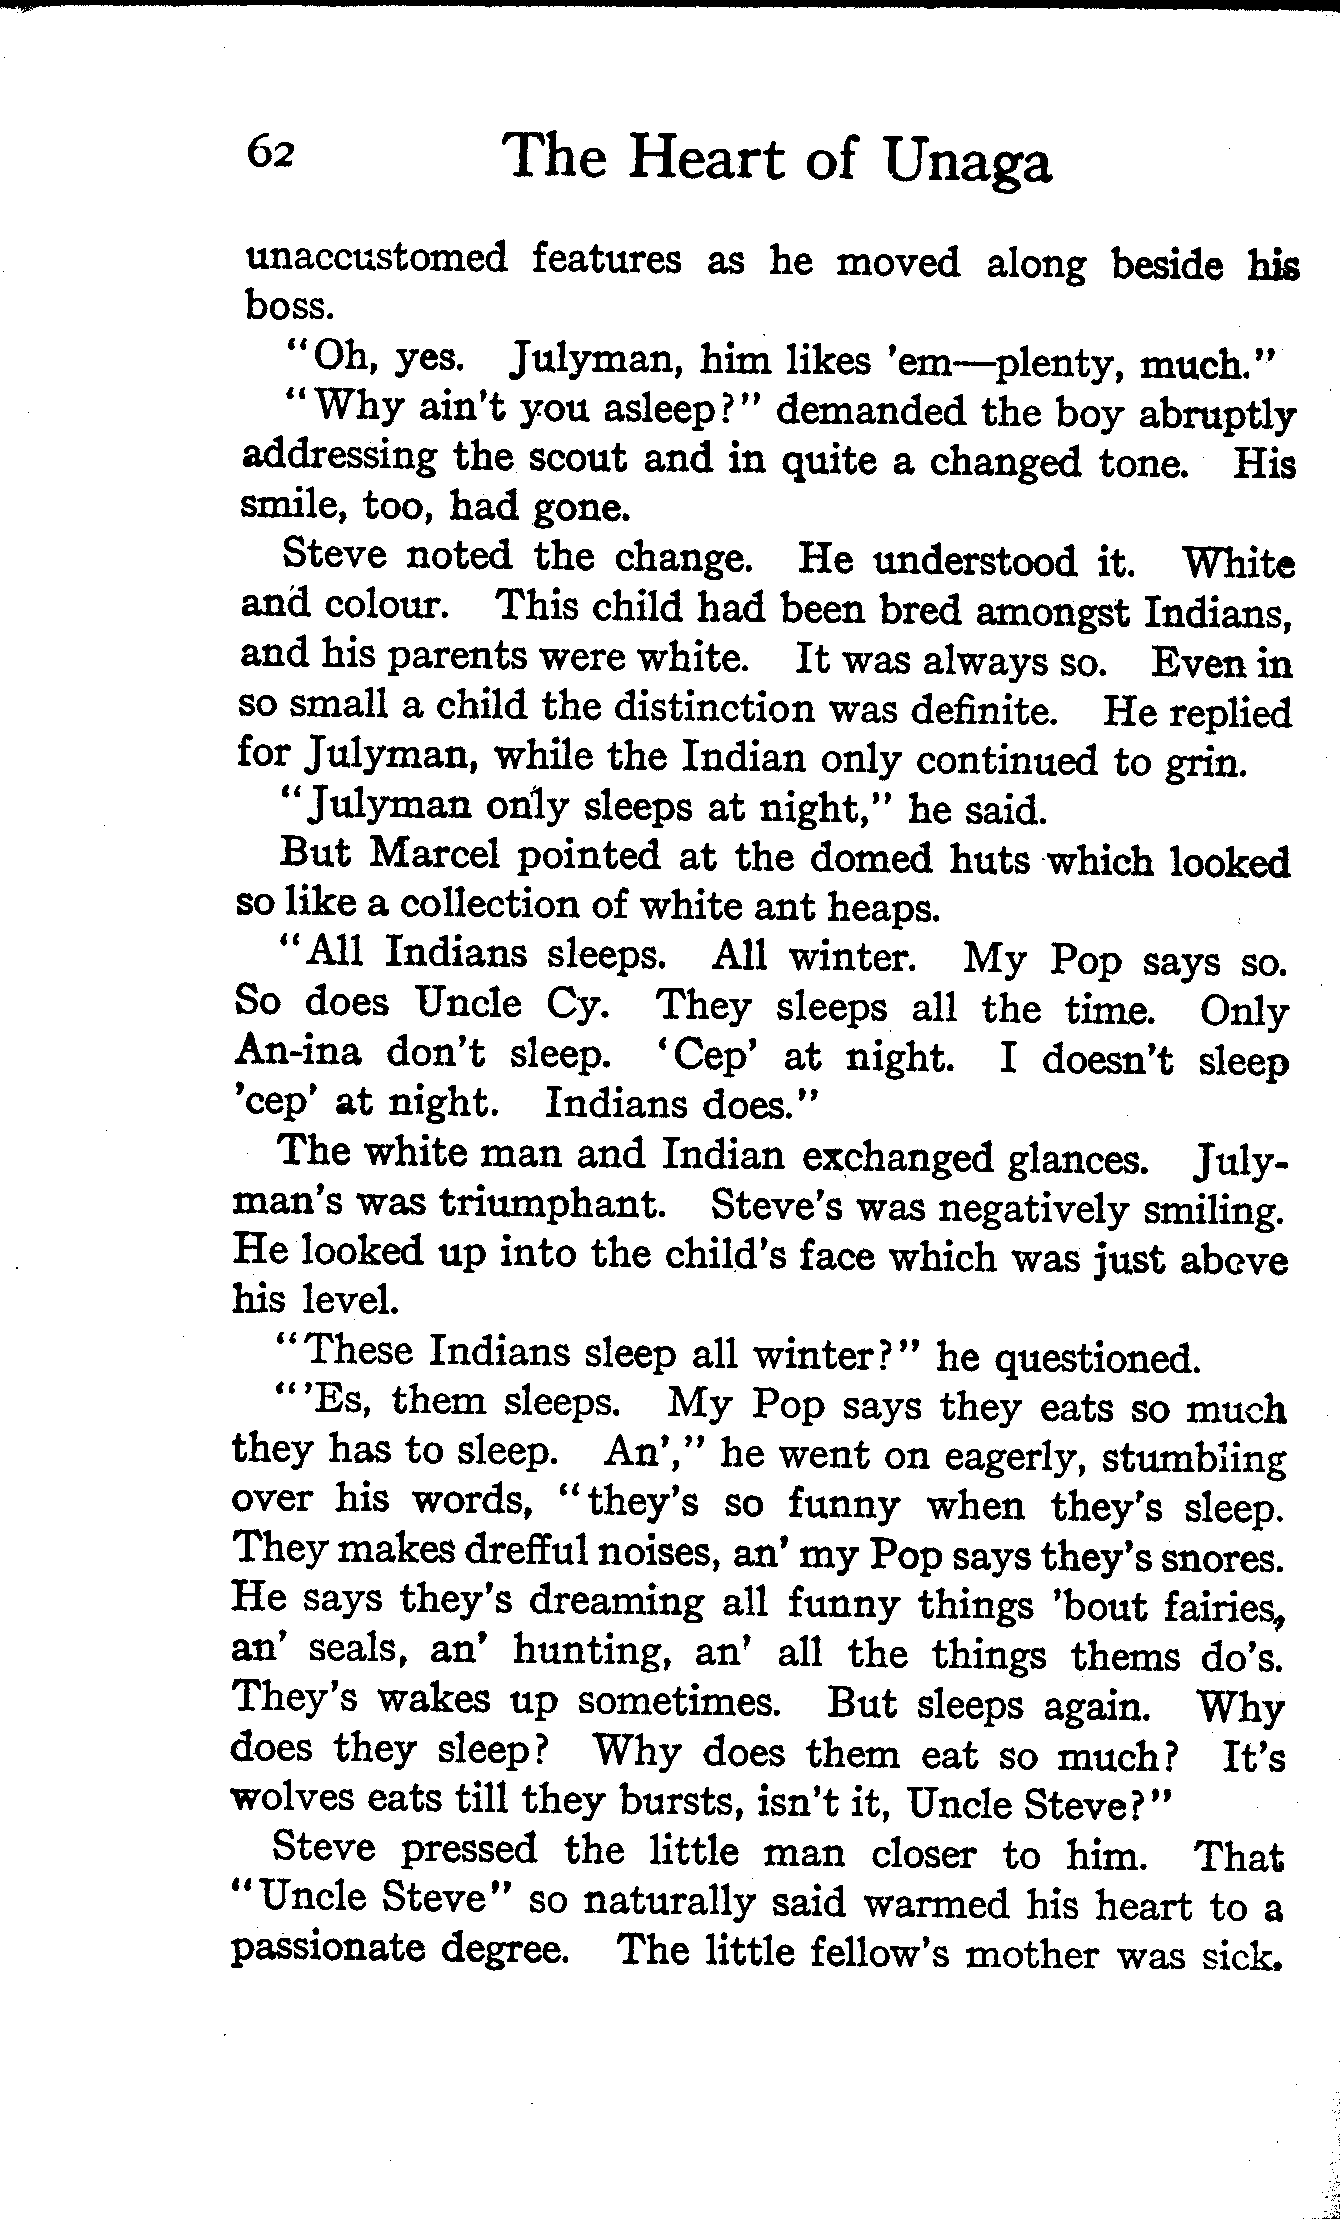 62 The Heart of Unaga
unaccustomed features as he moved along beside his
boss.
"Oh, yes. Julyman, him likes 'em—plenty, much."
"Why ain't you asleep?" demanded the boy abruptly
addressing the scout and in quite a changed tone. His
smile, too, had gone.
Steve noted the change. He understood it. White
and colour. This child had been bred amongst Indians,
and his parents were white. It was always so. Even in
so small a child the distinction was definite. He replied
for Julyman, while the Indian only continued to grin.
"Julyman only sleeps at night," he said.
But Marcel pointed at the domed huts which looked
so like a collection of white ant heaps.
"All Indians sleeps. All winter. My Pop says so.
So does Uncle Cy. They sleeps all the time. Only
An-ina don't sleep. 'Cep' at night. I doesn't sleep
'cep' at night. Indians does."
The white man and Indian exchanged glances. July-
man's was triumphant. Steve's was negatively smiling.
He looked up into the child's face which was just above
his level.
"These Indians sleep all winter?" he questioned.
"'Es, them sleeps. My Pop says they eats so much
they has to sleep. An'," he went on eagerly, stumbling
over his words, "they's so funny when they's sleep.
They makes drefful noises, an' my Pop says they's snores.
He says they's dreaming all funny things 'bout fairies,
an' seals, an' hunting, an' all the things thems do's.
They's wakes up sometimes. But sleeps again. Why
does they sleep? Why does them eat so much? It's
wolves eats till they bursts, isn't it, Uncle Steve?"
Steve pressed the little man closer to him. That
"Uncle Steve" so naturally said warmed his heart to a
passionate degree. The little fellow's mother was sick.